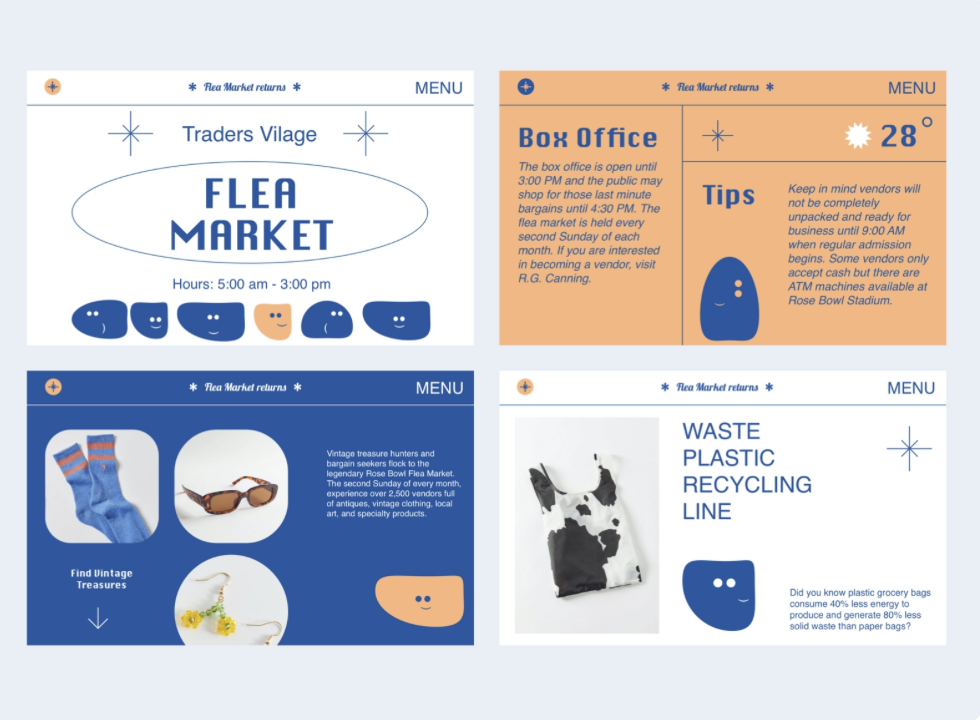 ✱ Flea Market returns ✱
MENU
Traders Vilage
FLEA
MARKET
Hours: 5:00 am - 3:00 pm
✱ Flea Market returns ✱
MENU
Box Office
The box office is open until
3:00 PM and the public may
shop for those last minute
bargains until 4:30 PM. The
flea market is held every
second Sunday of each
month. If you are interested
in becoming a vendor, visit
R.G. Canning.
28°
Tips
Keep in mind vendors will
not be completely
unpacked and ready for
business until 9:00 AM
when regular admission
begins. Some vendors only
accept cash but there are
ATM machines available at
Rose Bowl Stadium.
✱ Flea Market returns ✱
MENU
Vintage treasure hunters and
bargain seekers flock to the
legendary Rose Bowl Flea Market.
The second Sunday of every month,
experience over 2,500 vendors full
of antiques, vintage clothing, local
art, and specialty products.
Find Vintage
Treasures
✱ Flea Market returns ✱
MENU
WASTE
PLASTIC
RECYCLING
LINE
Did you know plastic grocery bags
consume 40% less energy to
produce and generate 80% less
solid waste than paper bags?